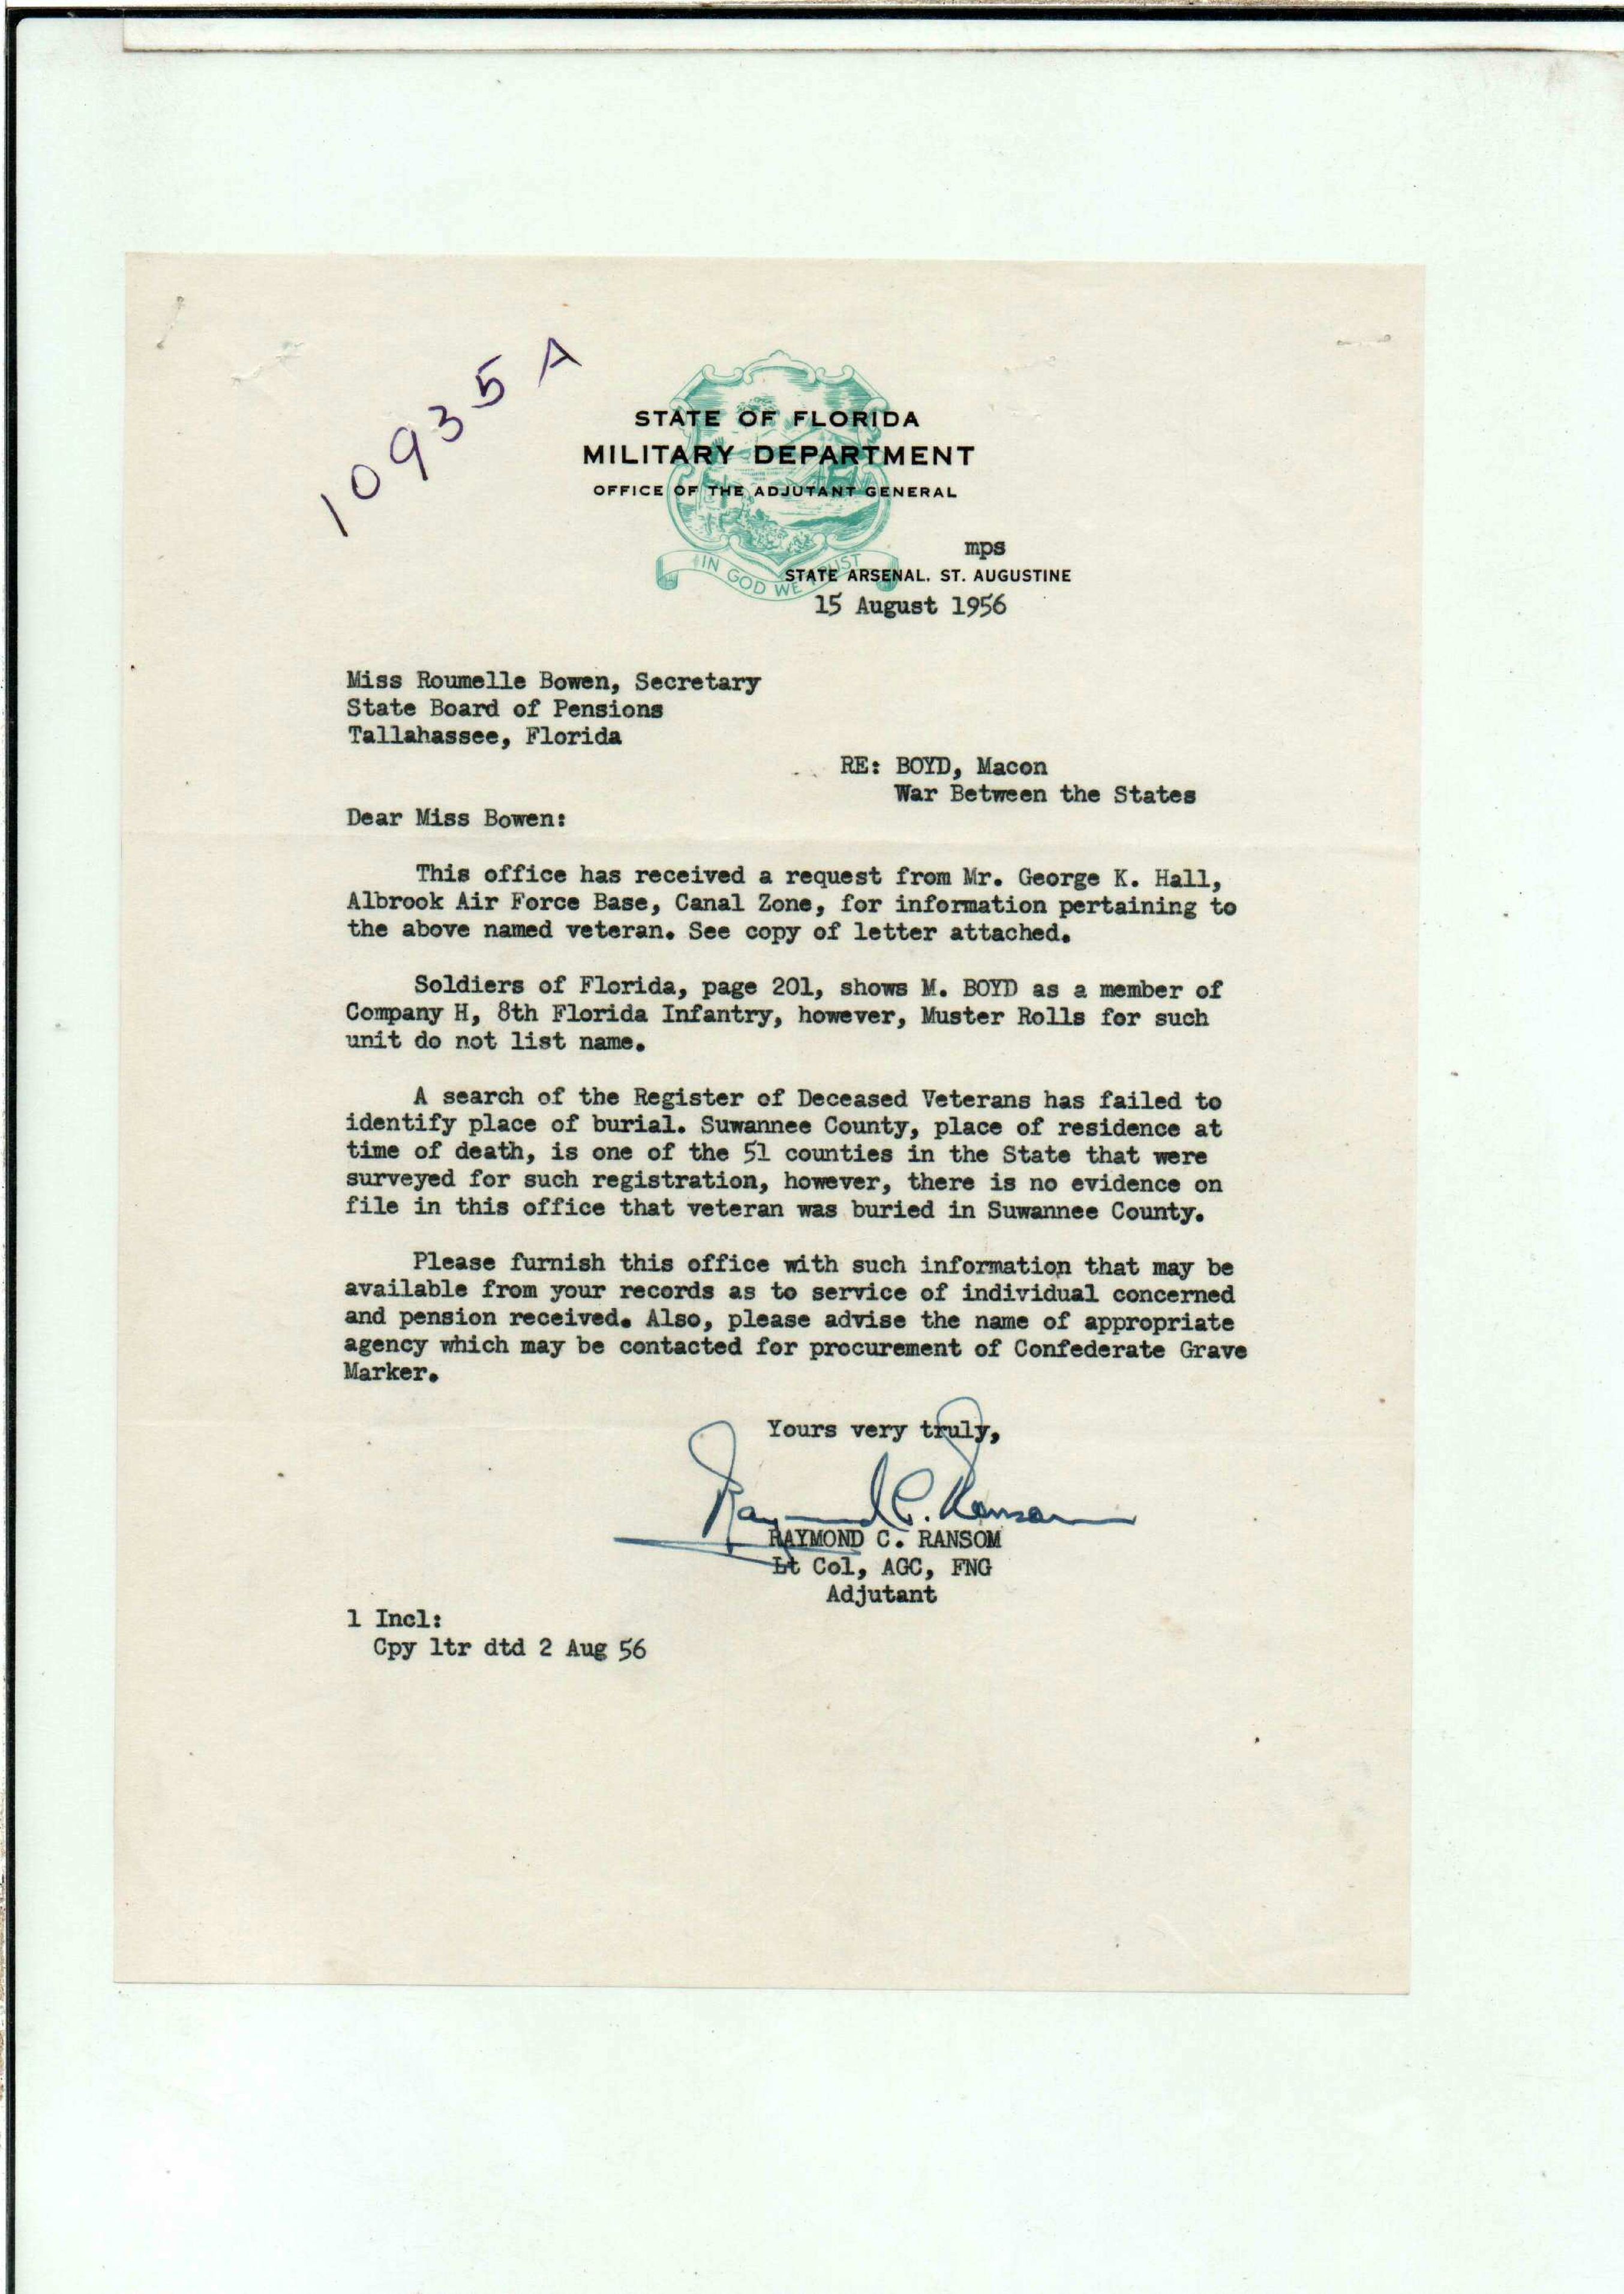 10935 A
STATE OF FLORIDA
MILITARY DEPARTMENT
OFFICE OF THE ADJUTANT GENERAL
IN GOD WE TRUST
mps
STATE ARSENAL. ST. AUGUSTINE
15 August 1956
Miss Roumelle Bowen, Secretary
State Board of Pensions
Tallahassee, Florida
RE: BOYD, Macon
War Between the States
Dear Miss Bowen:
This office has received a request from Mr. George K. Hall,
Albrook Air Force Base, Canal Zone, for information pertaining to
the above named veteran. See copy of letter attached.
Soldiers of Florida, page 201, shows M. BOYD as a member of
Company H, 8th Florida Infantry, however, Muster Rolls for such
unit do not list name.
A search of the Register of Deceased Veterans has failed to
identify place of burial. Suwannee County, place of residence at
time of death, is one of the 51 counties in the State that were
surveyed for such registration, however, there is no evidence on
file in this office that veteran was buried in Suwannee County.
Please furnish this office with such information that may be
available from your records as to service of individual concerned
and pension received. Also, please advise the name of appropriate
agency which may be contacted for procurement of Confederate Grave
Marker.
Yours very truly,
Raymond C. Ransom
RAYMOND C. RANSOM
Lt Col, AGC, FNG
Adjutant
1 Incl:
Cpy ltr dtd 2 Aug 56